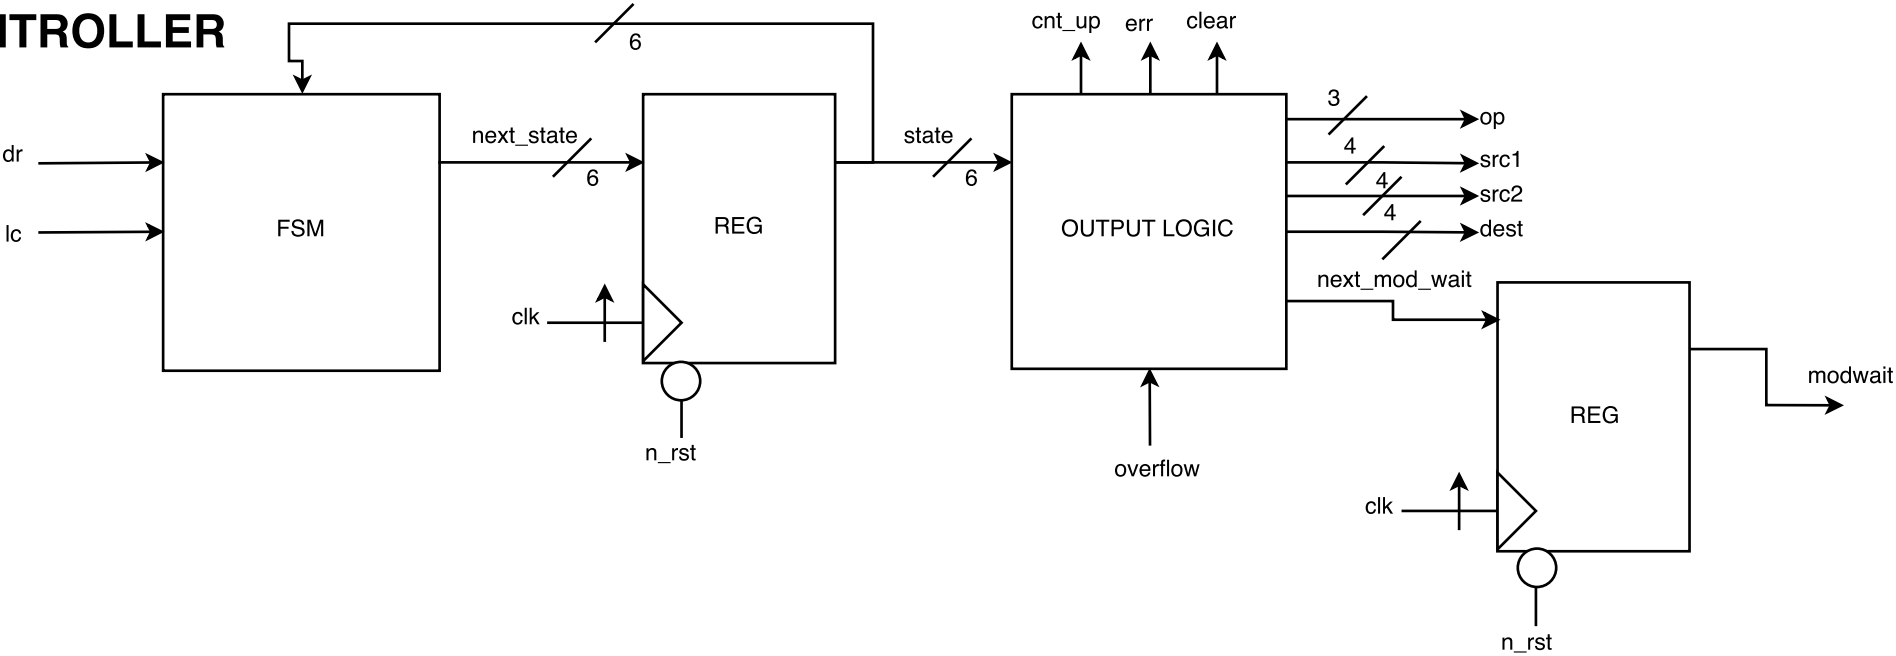 NTROLLER
6
cnt_up
err
clear
dr
lc
FSM
next_state
6
REG
clk
n_rst
state
6
OUTPUT LOGIC
overflow
3
op
4
src1
4
src2
4
dest
next_mod_wait
REG
clk
n_rst
modwait